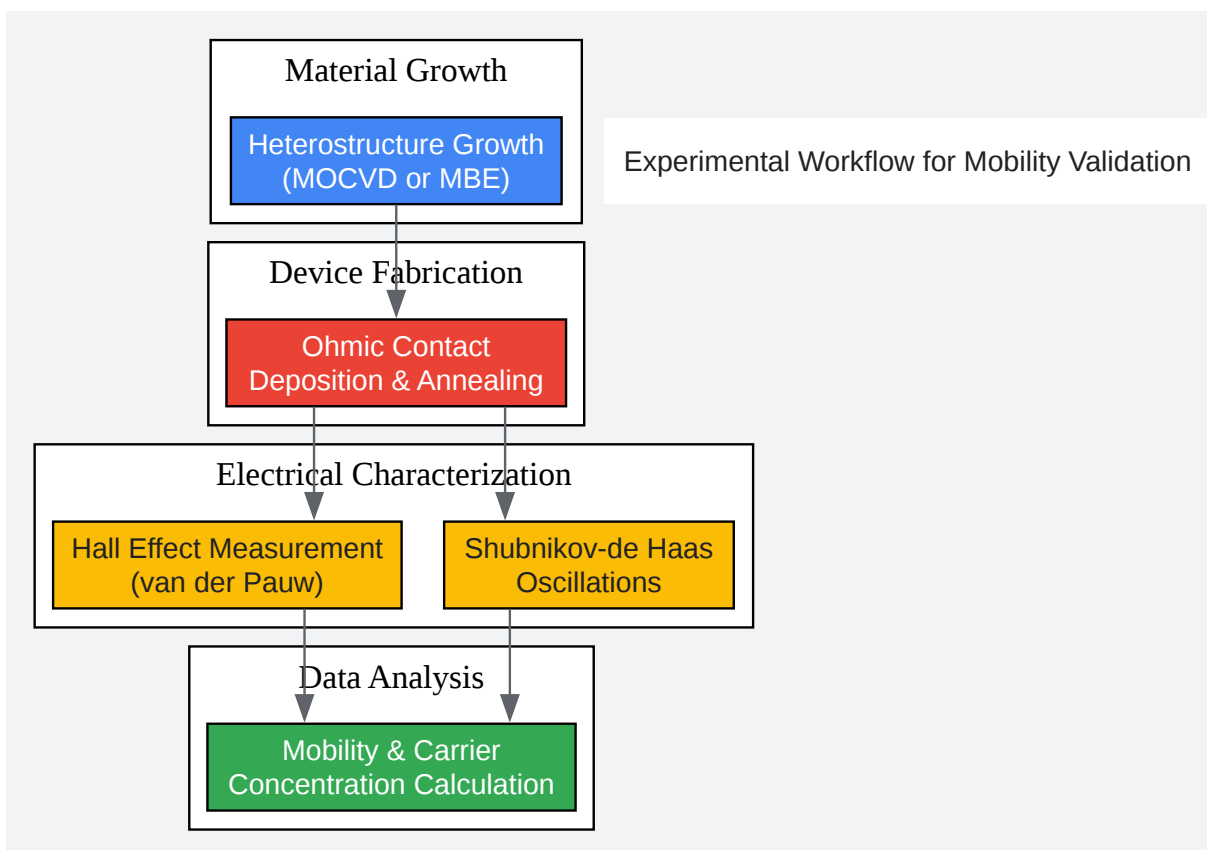 Material Growth
Heterostructure Growth
(MOCVD or MBE)
Experimental Workflow for Mobility Validation
Device Fabrication
Ohmic Contact
Deposition & Annealing
Electrical Characterization
Hall Effect Measurement
(van der Pauw)
Shubnikov-de Haas
Oscillations
Data Analysis
Mobility & Carrier
Concentration Calculation